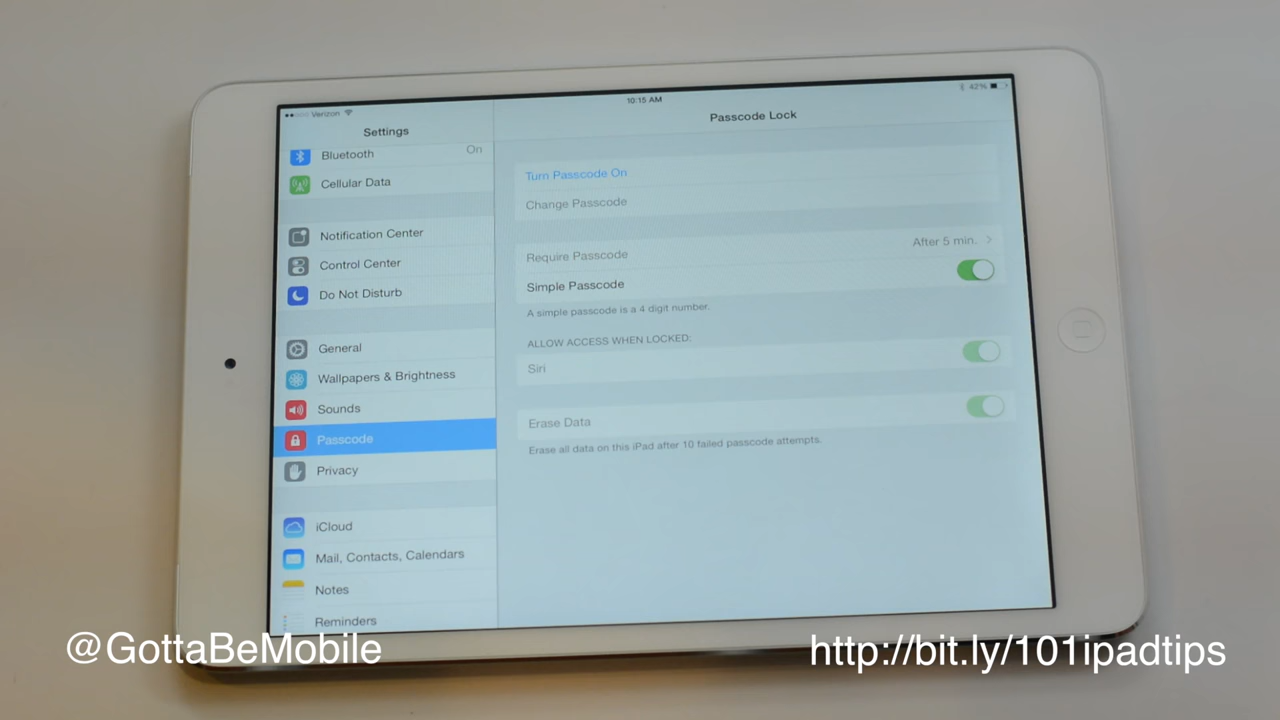 Verizon
10:15 AM
42%
Settings
Passcode Lock
Bluetooth
On
Cellular Data
Notification Center
Control Center
Do Not Disturb
General
Wallpapers & Brightness
Sounds
Passcode
Privacy
iCloud
Mail, Contacts, Calendars
Notes
Reminders
Turn Passcode On
Change Passcode
Require Passcode
After 5 min.
Simple Passcode
A simple passcode is a 4 digit number.
ALLOW ACCESS WHEN LOCKED:
Siri
Erase Data
Erase all data on this iPad after 10 failed passcode attempts.
@GottaBeMobile
http://bit.ly/101ipadtips